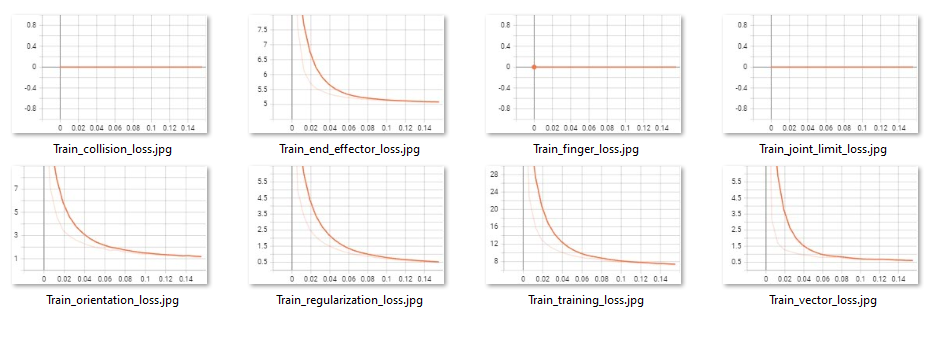 0.8
0.4
0
-0.4
-0.8
0 0.02 0.04 0.06 0.08 0.1 0.12 0.14
Train_collision_loss.jpg
7.5
7
6.5
6
5.5
5
0 0.02 0.04 0.06 0.08 0.1 0.12 0.14
Train_end_effector_loss.jpg
0.8
0.4
0
-0.4
-0.8
0 0.02 0.04 0.06 0.08 0.1 0.12 0.14
Train_finger_loss.jpg
0.8
0.4
0
-0.4
-0.8
0 0.02 0.04 0.06 0.08 0.1 0.12 0.14
Train_joint_limit_loss.jpg
7
5
3
1
0 0.02 0.04 0.06 0.08 0.1 0.12 0.14
Train_orientation_loss.jpg
5.5
4.5
3.5
2.5
1.5
0.5
0 0.02 0.04 0.06 0.08 0.1 0.12 0.14
Train_regularization_loss.jpg
28
24
20
16
12
8
0 0.02 0.04 0.06 0.08 0.1 0.12 0.14
Train_training_loss.jpg
5.5
4.5
3.5
2.5
1.5
0.5
0 0.02 0.04 0.06 0.08 0.1 0.12 0.14
Train_vector_loss.jpg